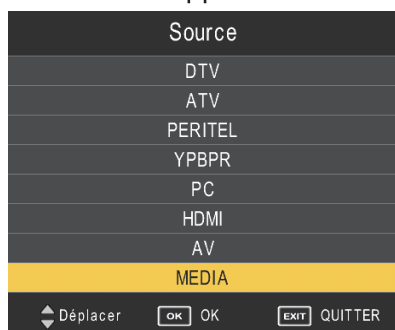 Source
DTV
ATV
PERITEL
YPBPR
PC
HDMI
AV
MEDIA
Déplacer OK OK EXIT QUITTER